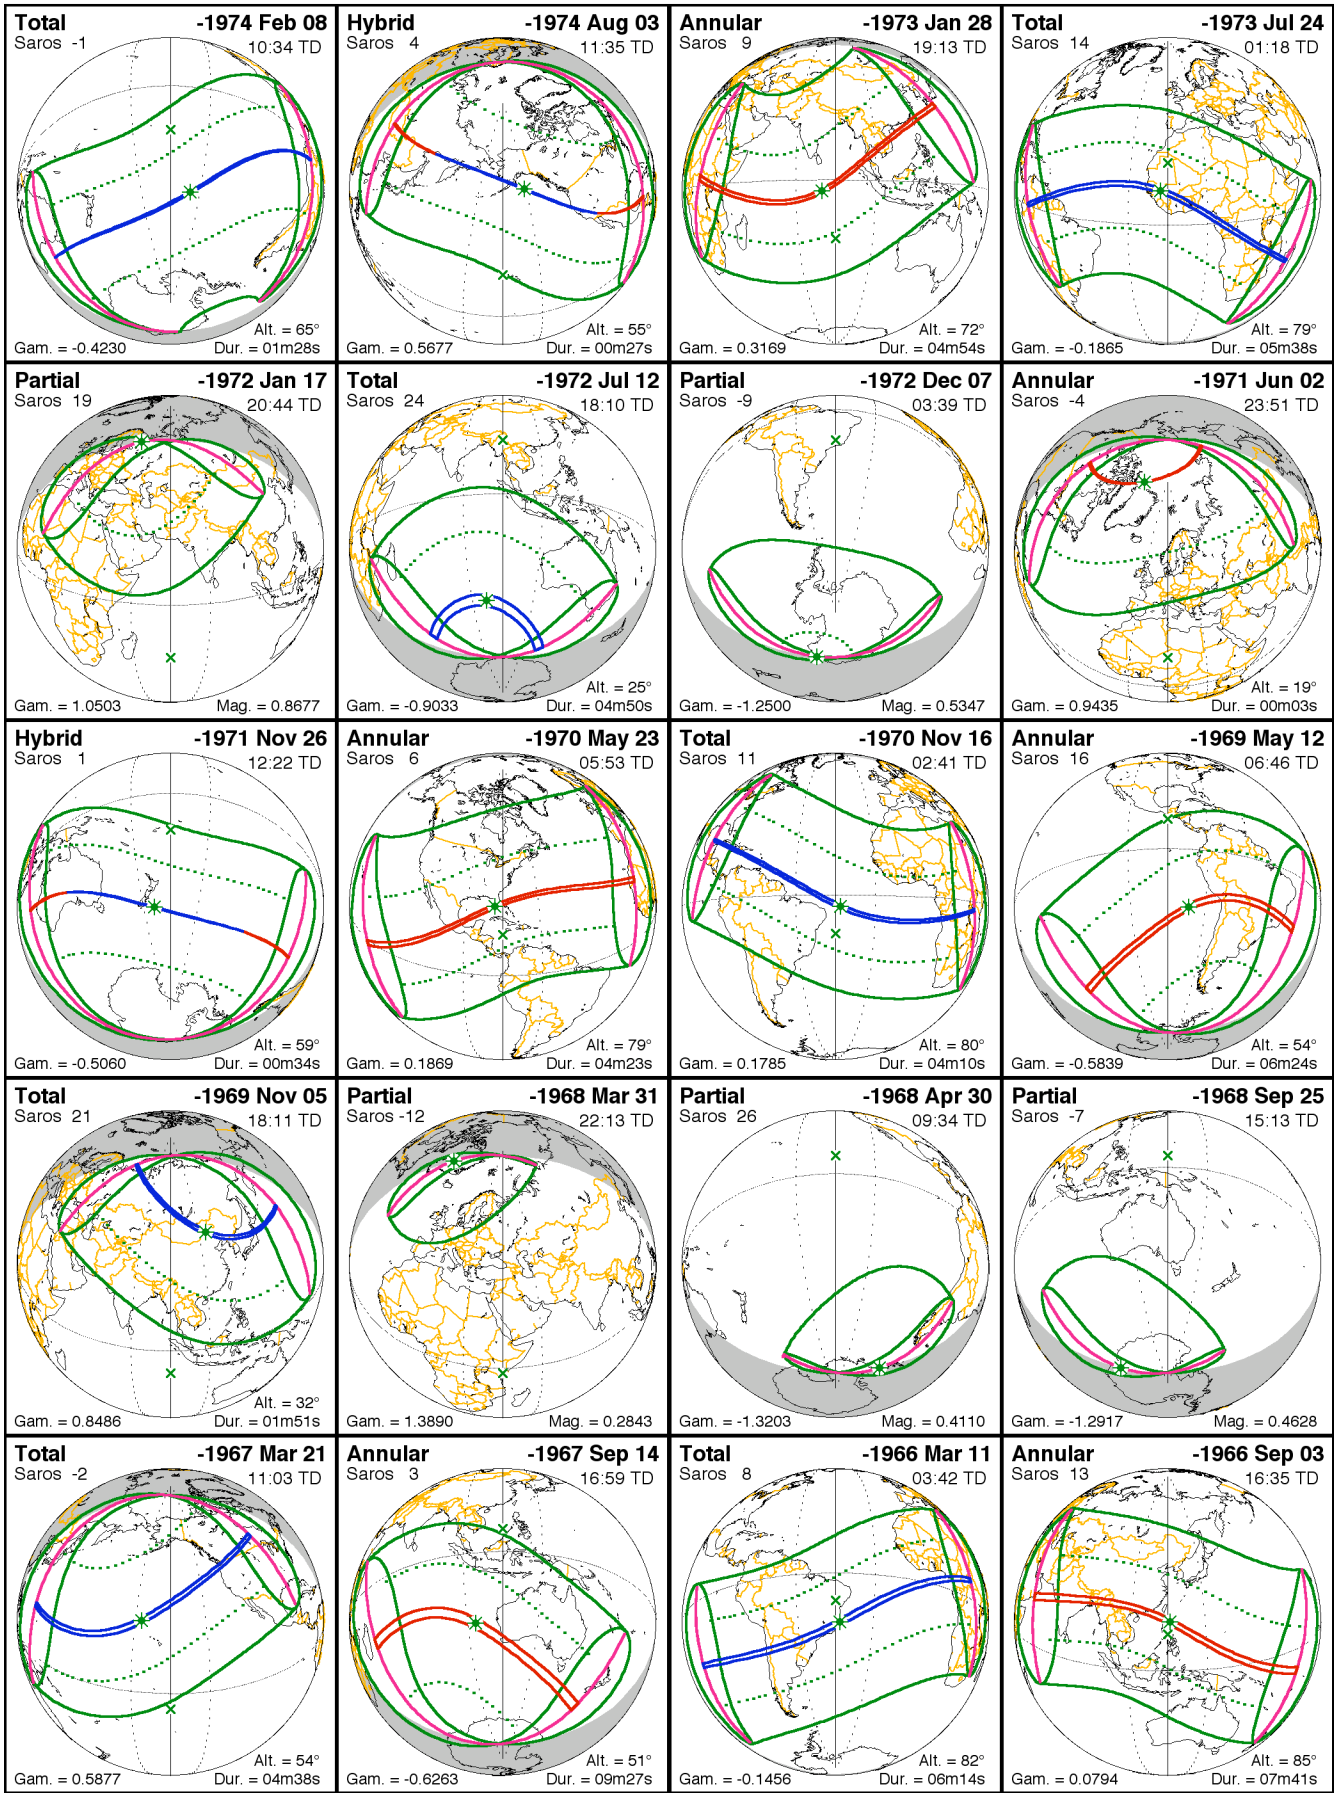 Total -1974 Feb 08
Saros -1 10:34 TD
Alt. = 65°
Gam. = -0.4230 Dur. = 01m28s
Hybrid -1974 Aug 03
Saros 4 11:35 TD
Alt. = 55°
Gam. = 0.5677 Dur. = 00m27s
Annular -1973 Jan 28
Saros 9 19:13 TD
Alt. = 72°
Gam. = 0.3169 Dur. = 04m54s
Total -1973 Jul 24
Saros 14 01:18 TD
Alt. = 79°
Gam. = -0.1865 Dur. = 05m38s
Partial -1972 Jan 17
Saros 19 20:44 TD
Gam. = 1.0503 Mag. = 0.8677
Total -1972 Jul 12
Saros 24 18:10 TD
Alt. = 25°
Gam. = -0.9033 Dur. = 04m50s
Partial -1972 Dec 07
Saros -9 03:39 TD
Gam. = -1.2500 Mag. = 0.5347
Annular -1971 Jun 02
Saros -4 23:51 TD
Alt. = 19°
Gam. = 0.9435 Dur. = 00m03s
Hybrid -1971 Nov 26
Saros 1 12:22 TD
Alt. = 59°
Gam. = -0.5060 Dur. = 00m34s
Annular -1970 May 23
Saros 6 05:53 TD
Alt. = 79°
Gam. = 0.1869 Dur. = 04m23s
Total -1970 Nov 16
Saros 11 02:41 TD
Alt. = 80°
Gam. = 0.1785 Dur. = 04m10s
Annular -1969 May 12
Saros 16 06:46 TD
Alt. = 54°
Gam. = -0.5839 Dur. = 06m24s
Total -1969 Nov 05
Saros 21 18:11 TD
Alt. = 32°
Gam. = 0.8486 Dur. = 01m51s
Partial -1968 Mar 31
Saros -12 22:13 TD
Gam. = 1.3890 Mag. = 0.2843
Partial -1968 Apr 30
Saros 26 09:34 TD
Gam. = -1.3203 Mag. = 0.4110
Partial -1968 Sep 25
Saros -7 15:13 TD
Gam. = -1.2917 Mag. = 0.4628
Total -1967 Mar 21
Saros -2 11:03 TD
Alt. = 54°
Gam. = 0.5877 Dur. = 04m38s
Annular -1967 Sep 14
Saros 3 16:59 TD
Alt. = 51°
Gam. = -0.6263 Dur. = 09m27s
Total -1966 Mar 11
Saros 8 03:42 TD
Alt. = 82°
Gam. = -0.1456 Dur. = 06m14s
Annular -1966 Sep 03
Saros 13 16:35 TD
Alt. = 85°
Gam. = 0.0794 Dur. = 07m41s